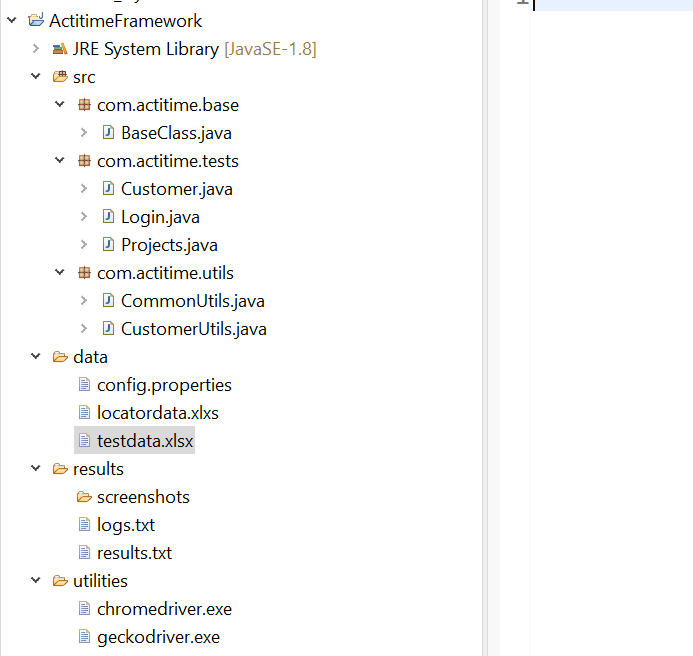 ActitimeFramework
JRE System Library [JavaSE-1.8]
src
com.actitime.base
BaseClass.java
com.actitime.tests
Customer.java
Login.java
Projects.java
com.actitime.utils
CommonUtils.java
CustomerUtils.java
data
config.properties
locatordata.xlxs
testdata.xlsx
results
screenshots
logs.txt
results.txt
utilities
chromedriver.exe
geckodriver.exe